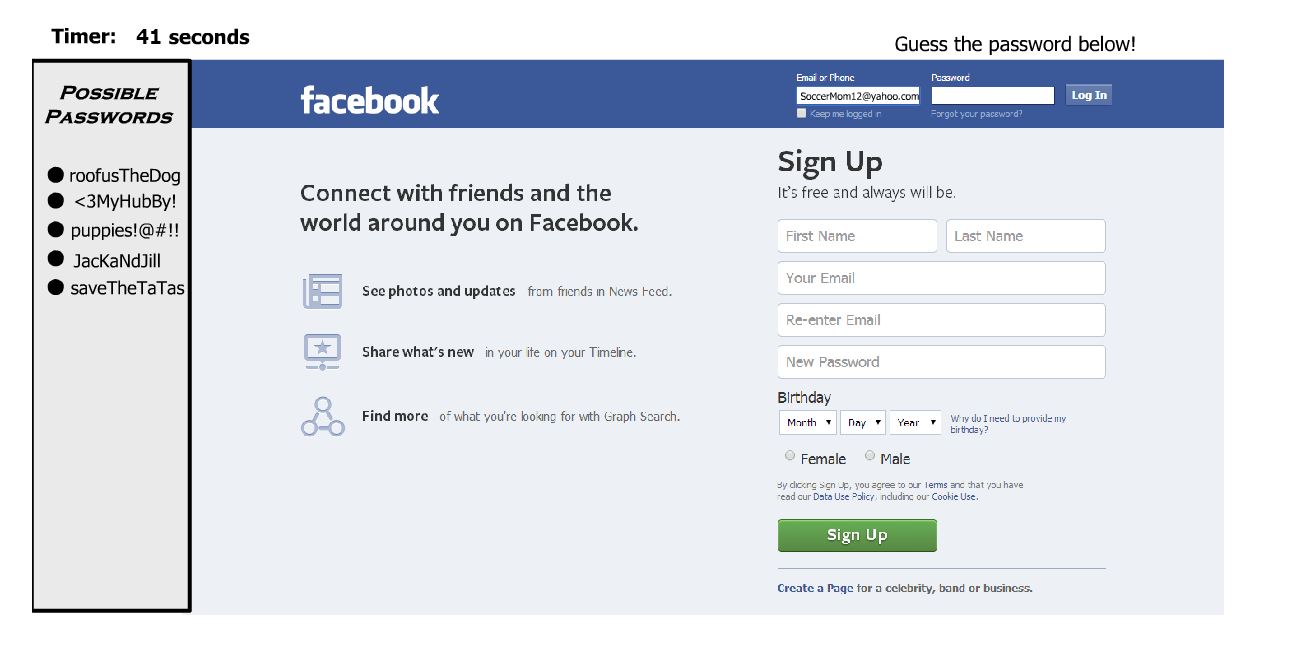 Timer: 41 seconds
Guess the password below!
Possible
Passwords
roofusTheDog
<3MyHubBy!
puppies!@#!!
JacKaNdJill
saveTheTaTas
facebook
Email or Phone
Password
SoccerMom12@yahoo.com
Log In
Keep me logged in
Forgot your password?
Connect with friends and the
world around you on Facebook.
See photos and updates from friends in News Feed.
Share what's new in your life on your Timeline.
Find more of what you're looking for with Graph Search.
Sign Up
It's free and always will be.
First Name
Last Name
Your Email
Re-enter Email
New Password
Birthday
Month Day Year
Why do I need to provide my
birthday?
Female Male
By clicking Sign Up, you agree to our Terms and that you have
read our Data Use Policy, including our Cookie Use.
Sign Up
Create a Page for a celebrity, band or business.